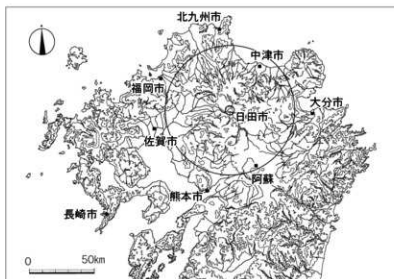 北九州市
中津市
福岡市
大分市
日田市
佐賀市
阿蘇
熊本市
長崎市
0 50km